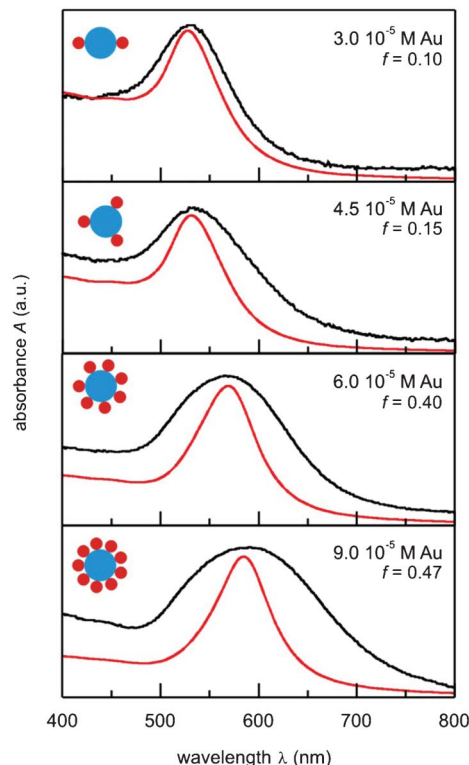 3.0 10⁻⁵ M Au
f = 0.10
4.5 10⁻⁵ M Au
f = 0.15
absorbance A (a.u.)
6.0 10⁻⁵ M Au
f = 0.40
9.0 10⁻⁵ M Au
f = 0.47
400 500 600 700 800
wavelength λ (nm)